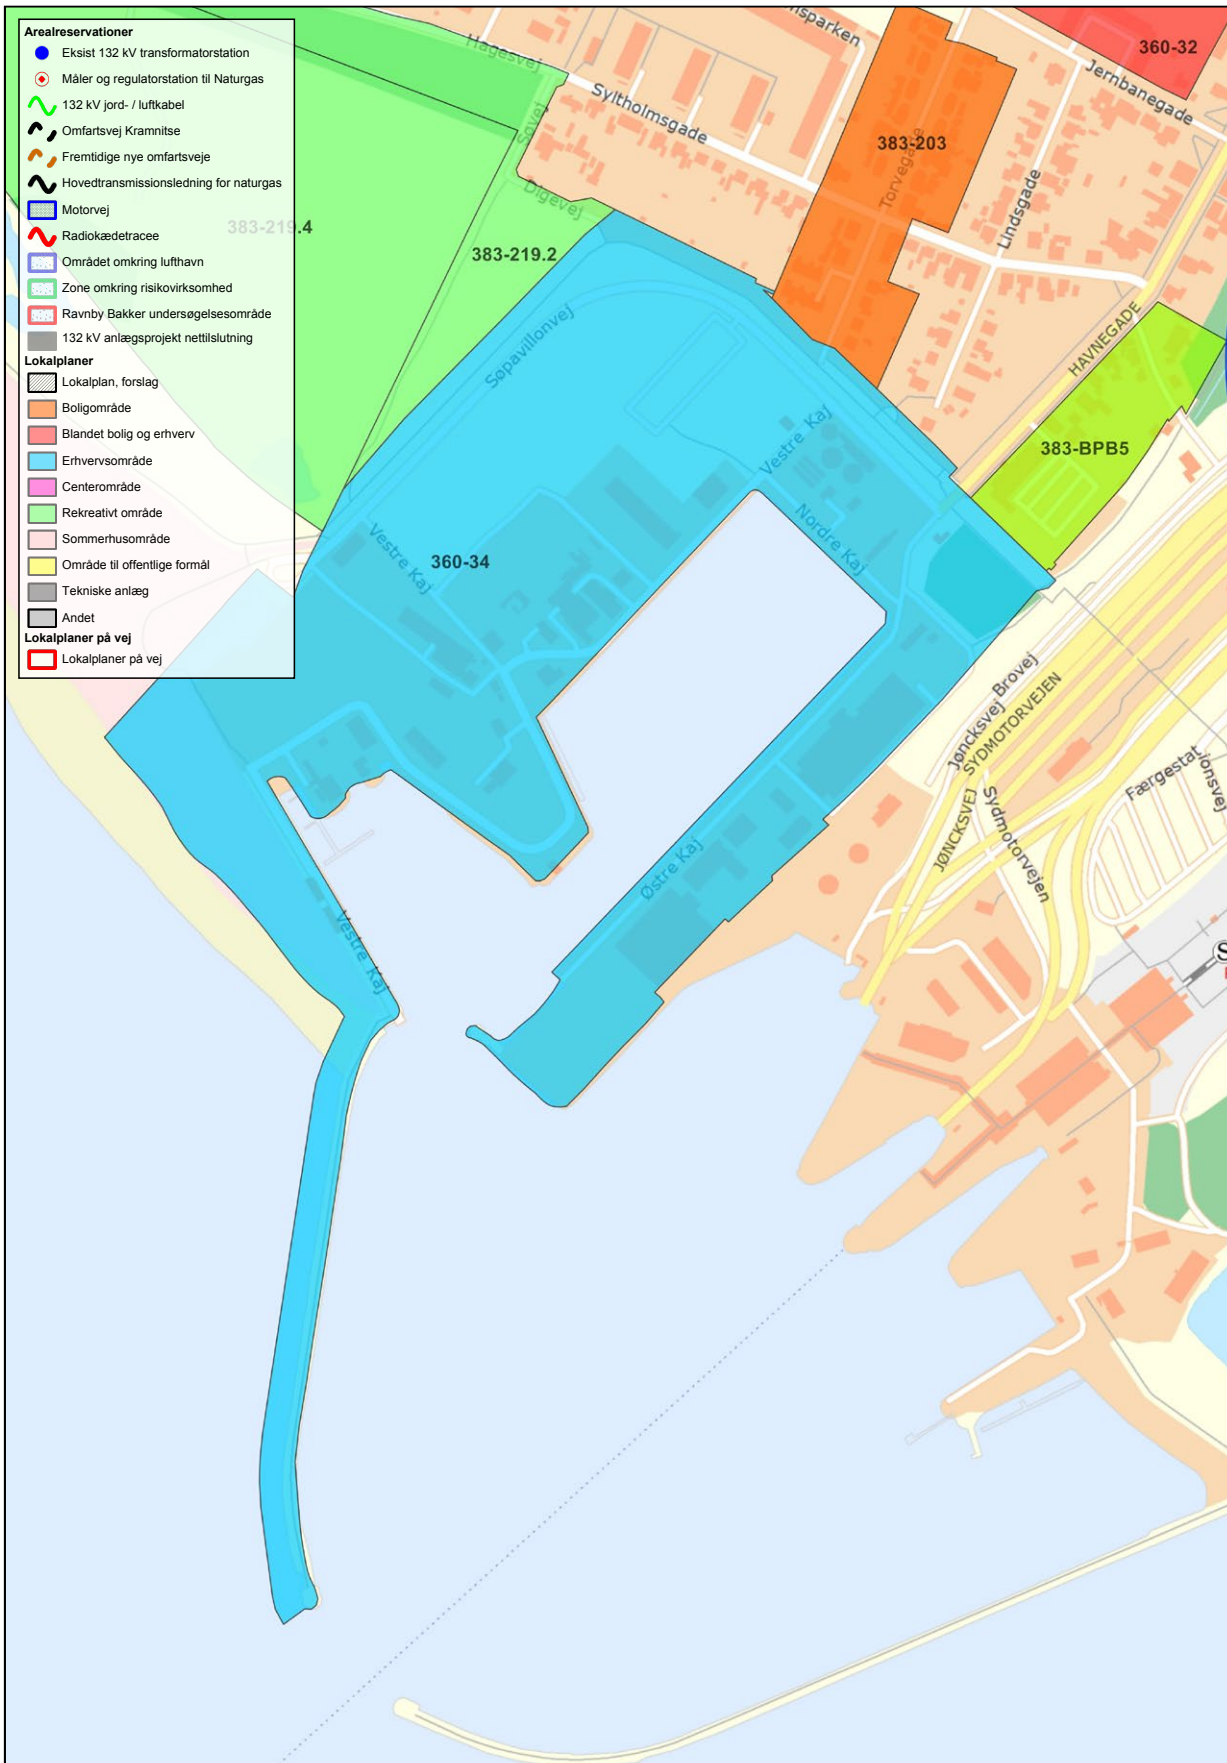 Arealreservationer
Eksist 132 kV transformatorstation
Måler og regulatorstation til Naturgas
132 kV jord- / luftkabel
Omfartsvej Kramnitse
Fremtidige nye omfartsveje
Hovedtransmissionsledning for naturgas
Motorvej
Radiokædetracee
Området omkring lufthavn
Zone omkring risikovirksomhed
Ravnby Bakker undersøgelsesområde
132 kV anlægsprojekt nettilslutning
Lokalplaner
Lokalplan, forslag
Boligområde
Blandet bolig og erhverv
Erhvervsområde
Centerområde
Rekreativt område
Sommerhusområde
Område til offentlige formål
Tekniske anlæg
Andet
Lokalplaner på vej
Lokalplaner på vej
Hagesvej
Syltholmsgade
nsparken
360-32
Jernbanegade
383-203
Torvegade
Lindsgade
Søvej
Digevej
383-219.4
383-219.2
Søpavillonvej
HAVNEGADE
383-BPB5
Vestre Kaj
Nordre Kaj
Vestre Kaj
360-34
Brovej
Jøncksvej
SYDMOTORVEJEN
Færgestat
ionsvej
JØNCKSVEJ
Sydmotorvejen
Østre Kaj
Vestre Kaj
S